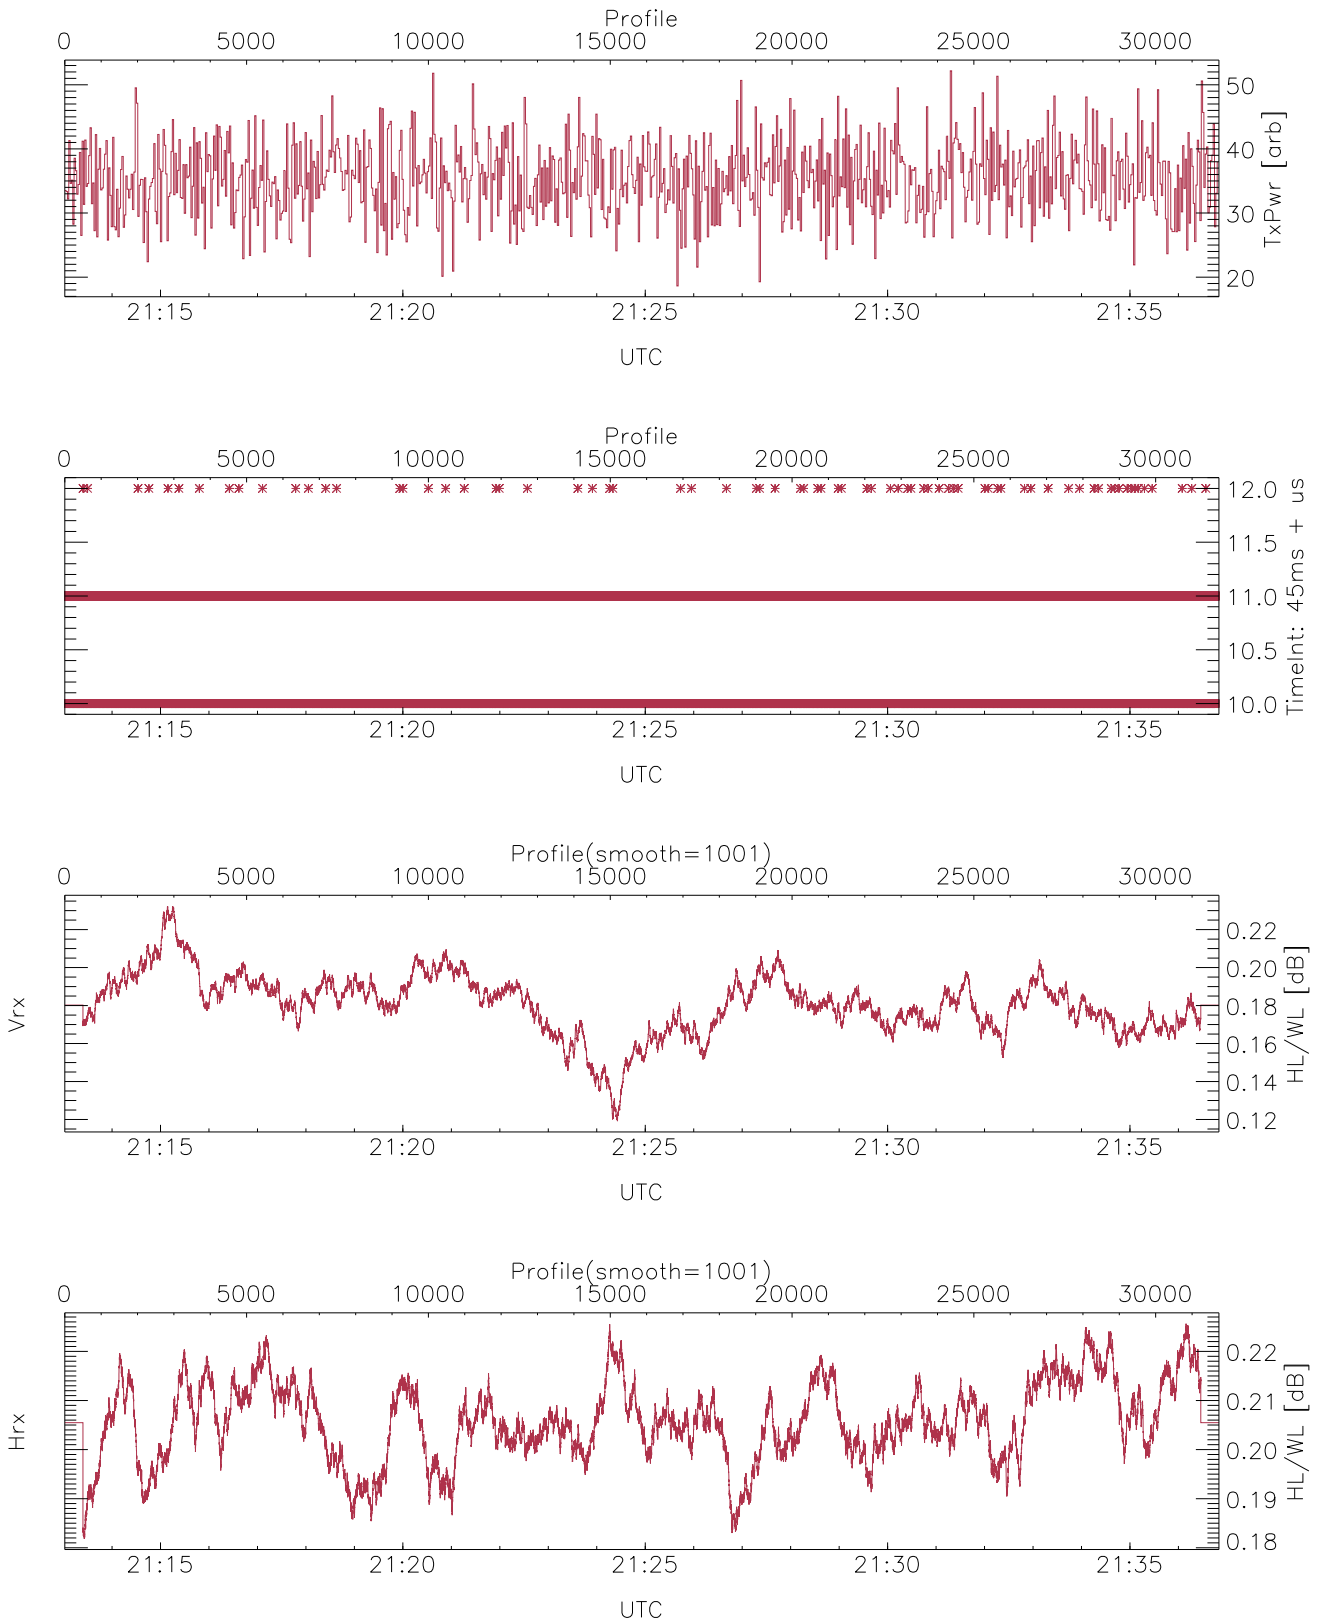 Profile
0 5000 10000 15000 20000 25000 30000
50
40
30
20
TxPwr [arb]
21:15 21:20 21:25 21:30 21:35
UTC
Profile
0 5000 10000 15000 20000 25000 30000
12.0
11.5
11.0
10.5
10.0
TimeInt: 45ms + us
21:15 21:20 21:25 21:30 21:35
UTC
Profile(smooth=1001)
0 5000 10000 15000 20000 25000 30000
Vrx
0.22
0.20
0.18
0.16
0.14
0.12
HL/WL [dB]
21:15 21:20 21:25 21:30 21:35
UTC
Profile(smooth=1001)
0 5000 10000 15000 20000 25000 30000
Hrx
0.22
0.21
0.20
0.19
0.18
HL/WL [dB]
21:15 21:20 21:25 21:30 21:35
UTC